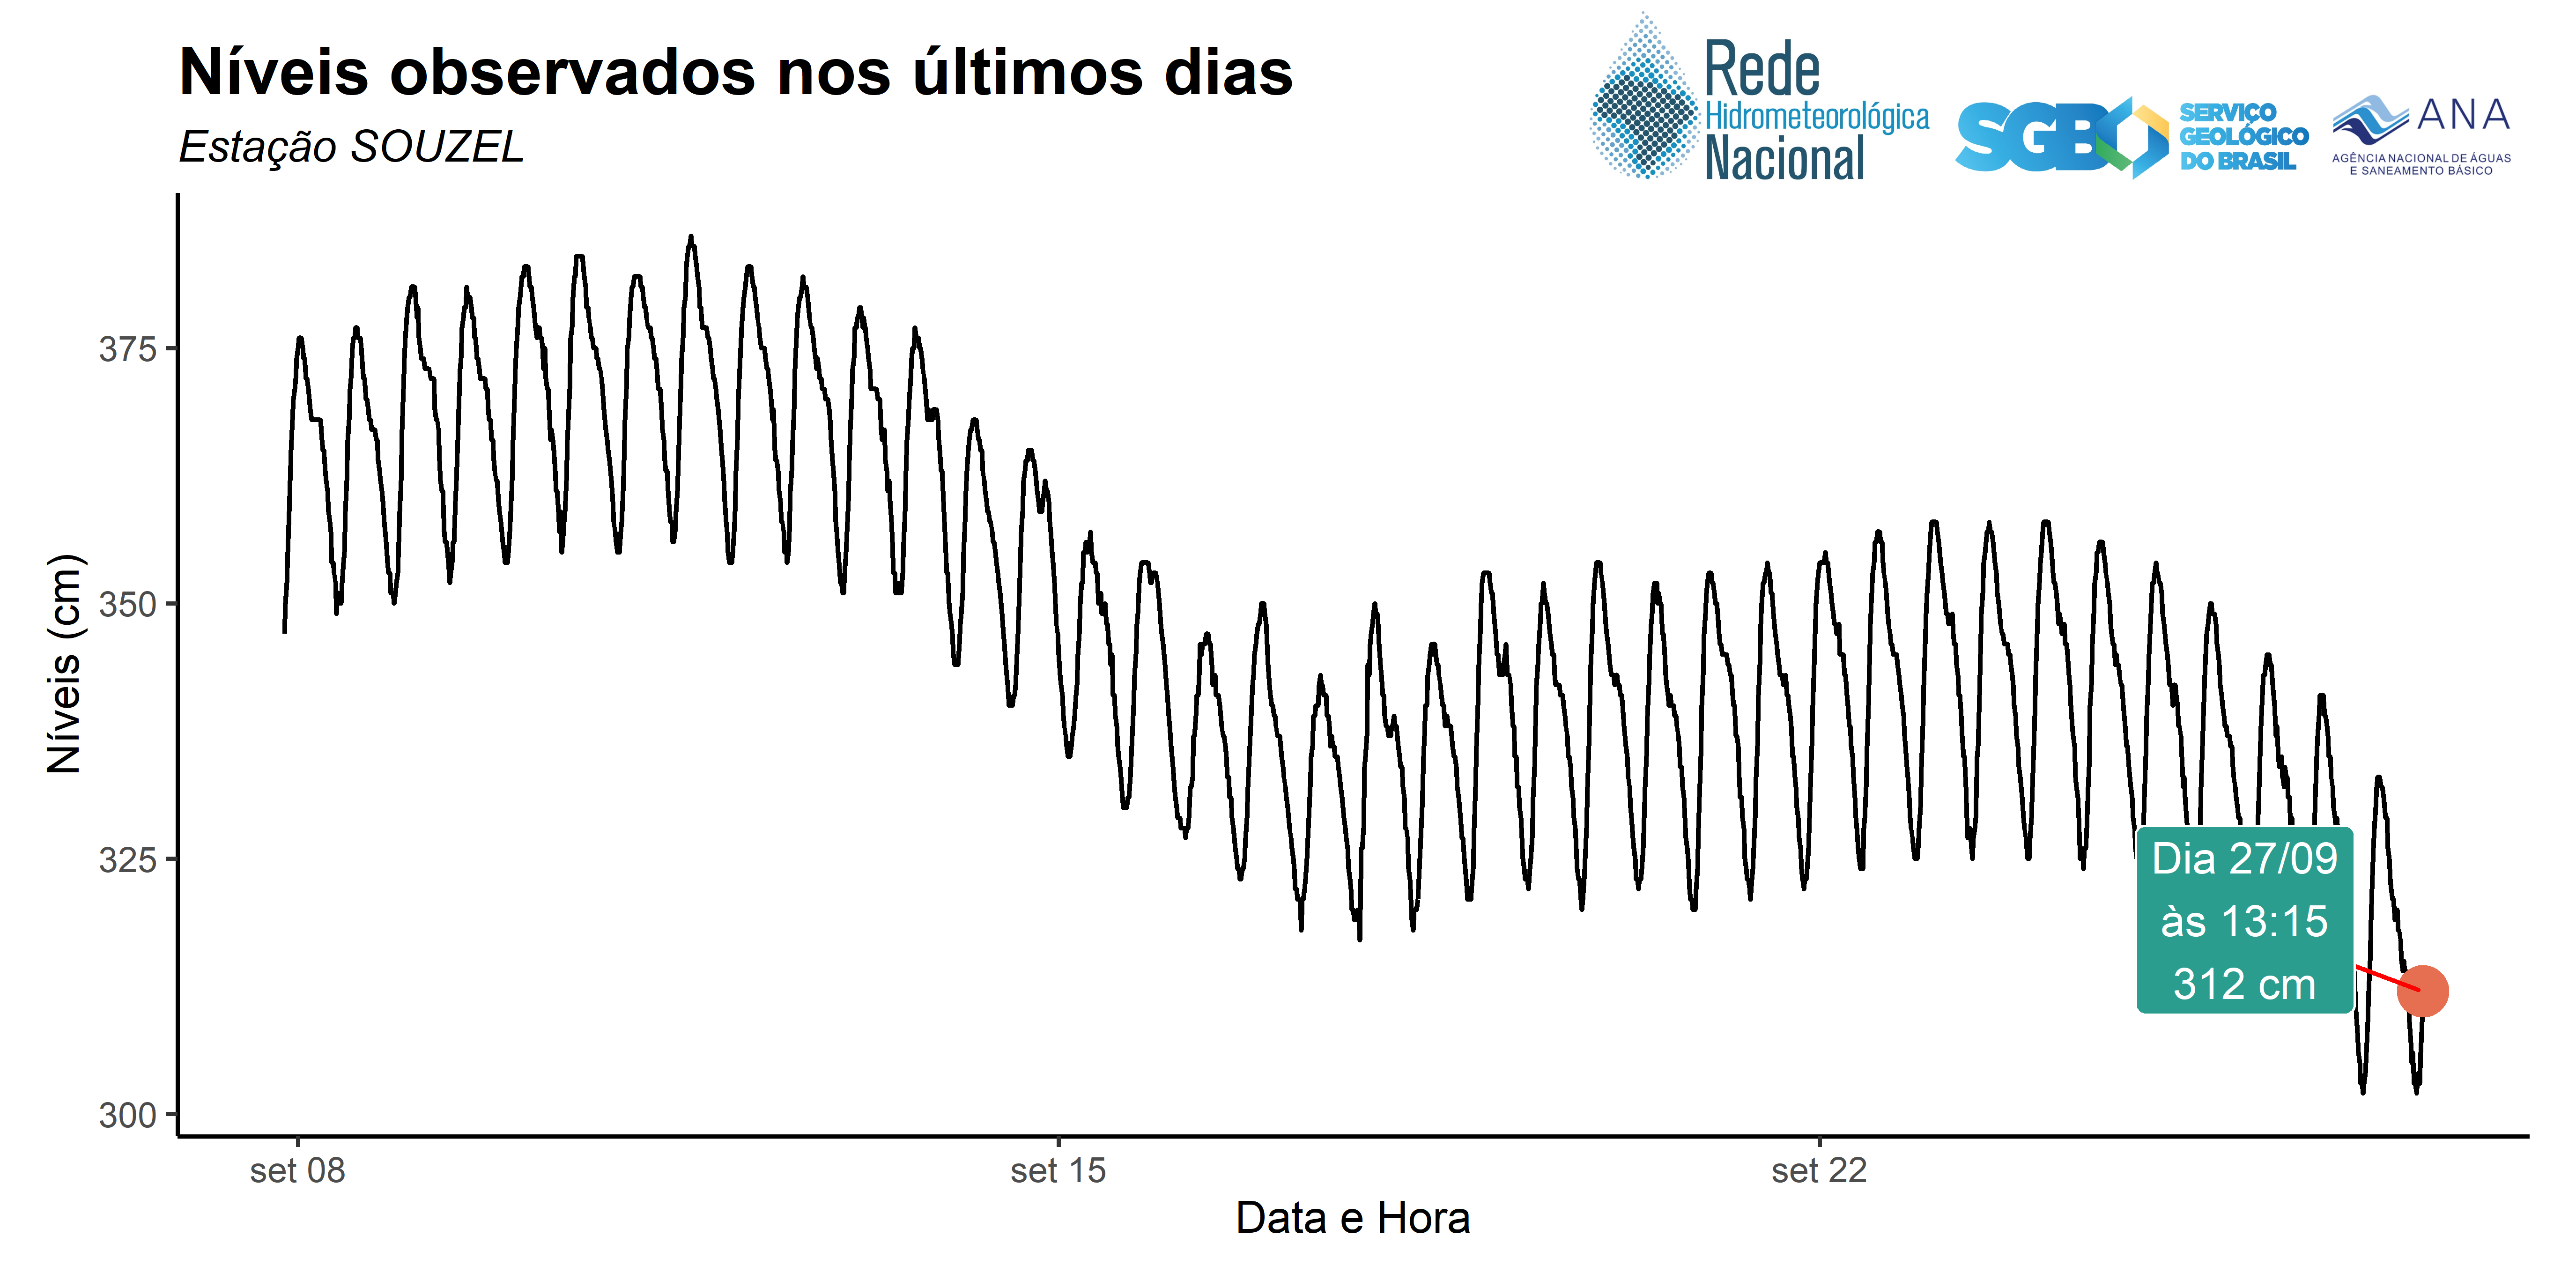 Níveis observados nos últimos dias
Estação SOUZEL
Rede
Hidrometeorológica
Nacional
SGB
SERVIÇO
GEOLÓGICO
DO BRASIL
ANA
AGÊNCIA NACIONAL DE ÁGUAS
E SANEAMENTO BÁSICO
Níveis (cm)
375
350
325
300
Dia 27/09
às 13:15
312 cm
set 08
set 15
set 22
Data e Hora